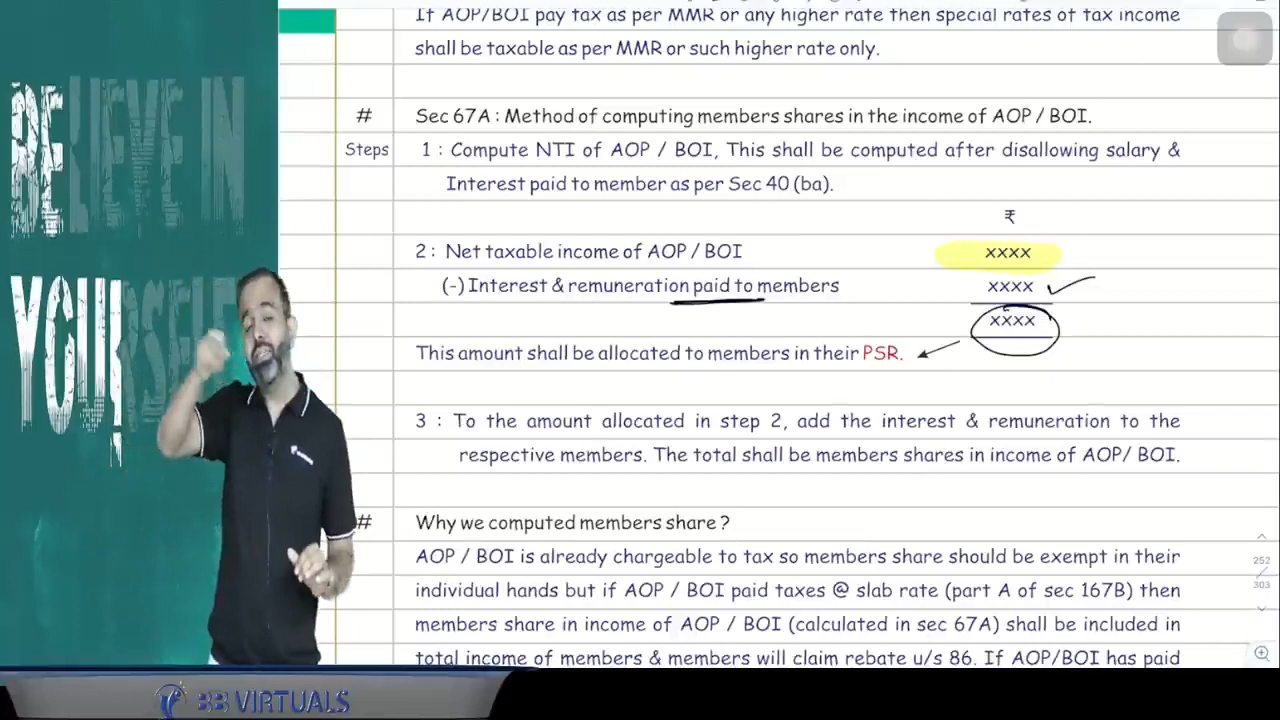 BELIEVE IN
YOURSELF
If AOP/BOI pay tax as per MMR or any higher rate then special rates of tax income
shall be taxable as per MMR or such higher rate only.
# Sec 67A : Method of computing members shares in the income of AOP / BOI.
Steps 1 : Compute NTI of AOP / BOI, This shall be computed after disallowing salary &
Interest paid to member as per Sec 40 (ba).
₹
2 : Net taxable income of AOP / BOI xxxx
(-) Interest & remuneration paid to members xxxx
xxxx
This amount shall be allocated to members in their PSR.
3 : To the amount allocated in step 2, add the interest & remuneration to the
respective members. The total shall be members shares in income of AOP/ BOI.
# Why we computed members share ?
AOP / BOI is already chargeable to tax so members share should be exempt in their
252
individual hands but if AOP / BOI paid taxes @ slab rate (part A of sec 167B) then
303
members share in income of AOP / BOI (calculated in sec 67A) shall be included in
total income of members & members will claim rebate u/s 86. If AOP/BOI has paid
BB VIRTUALS